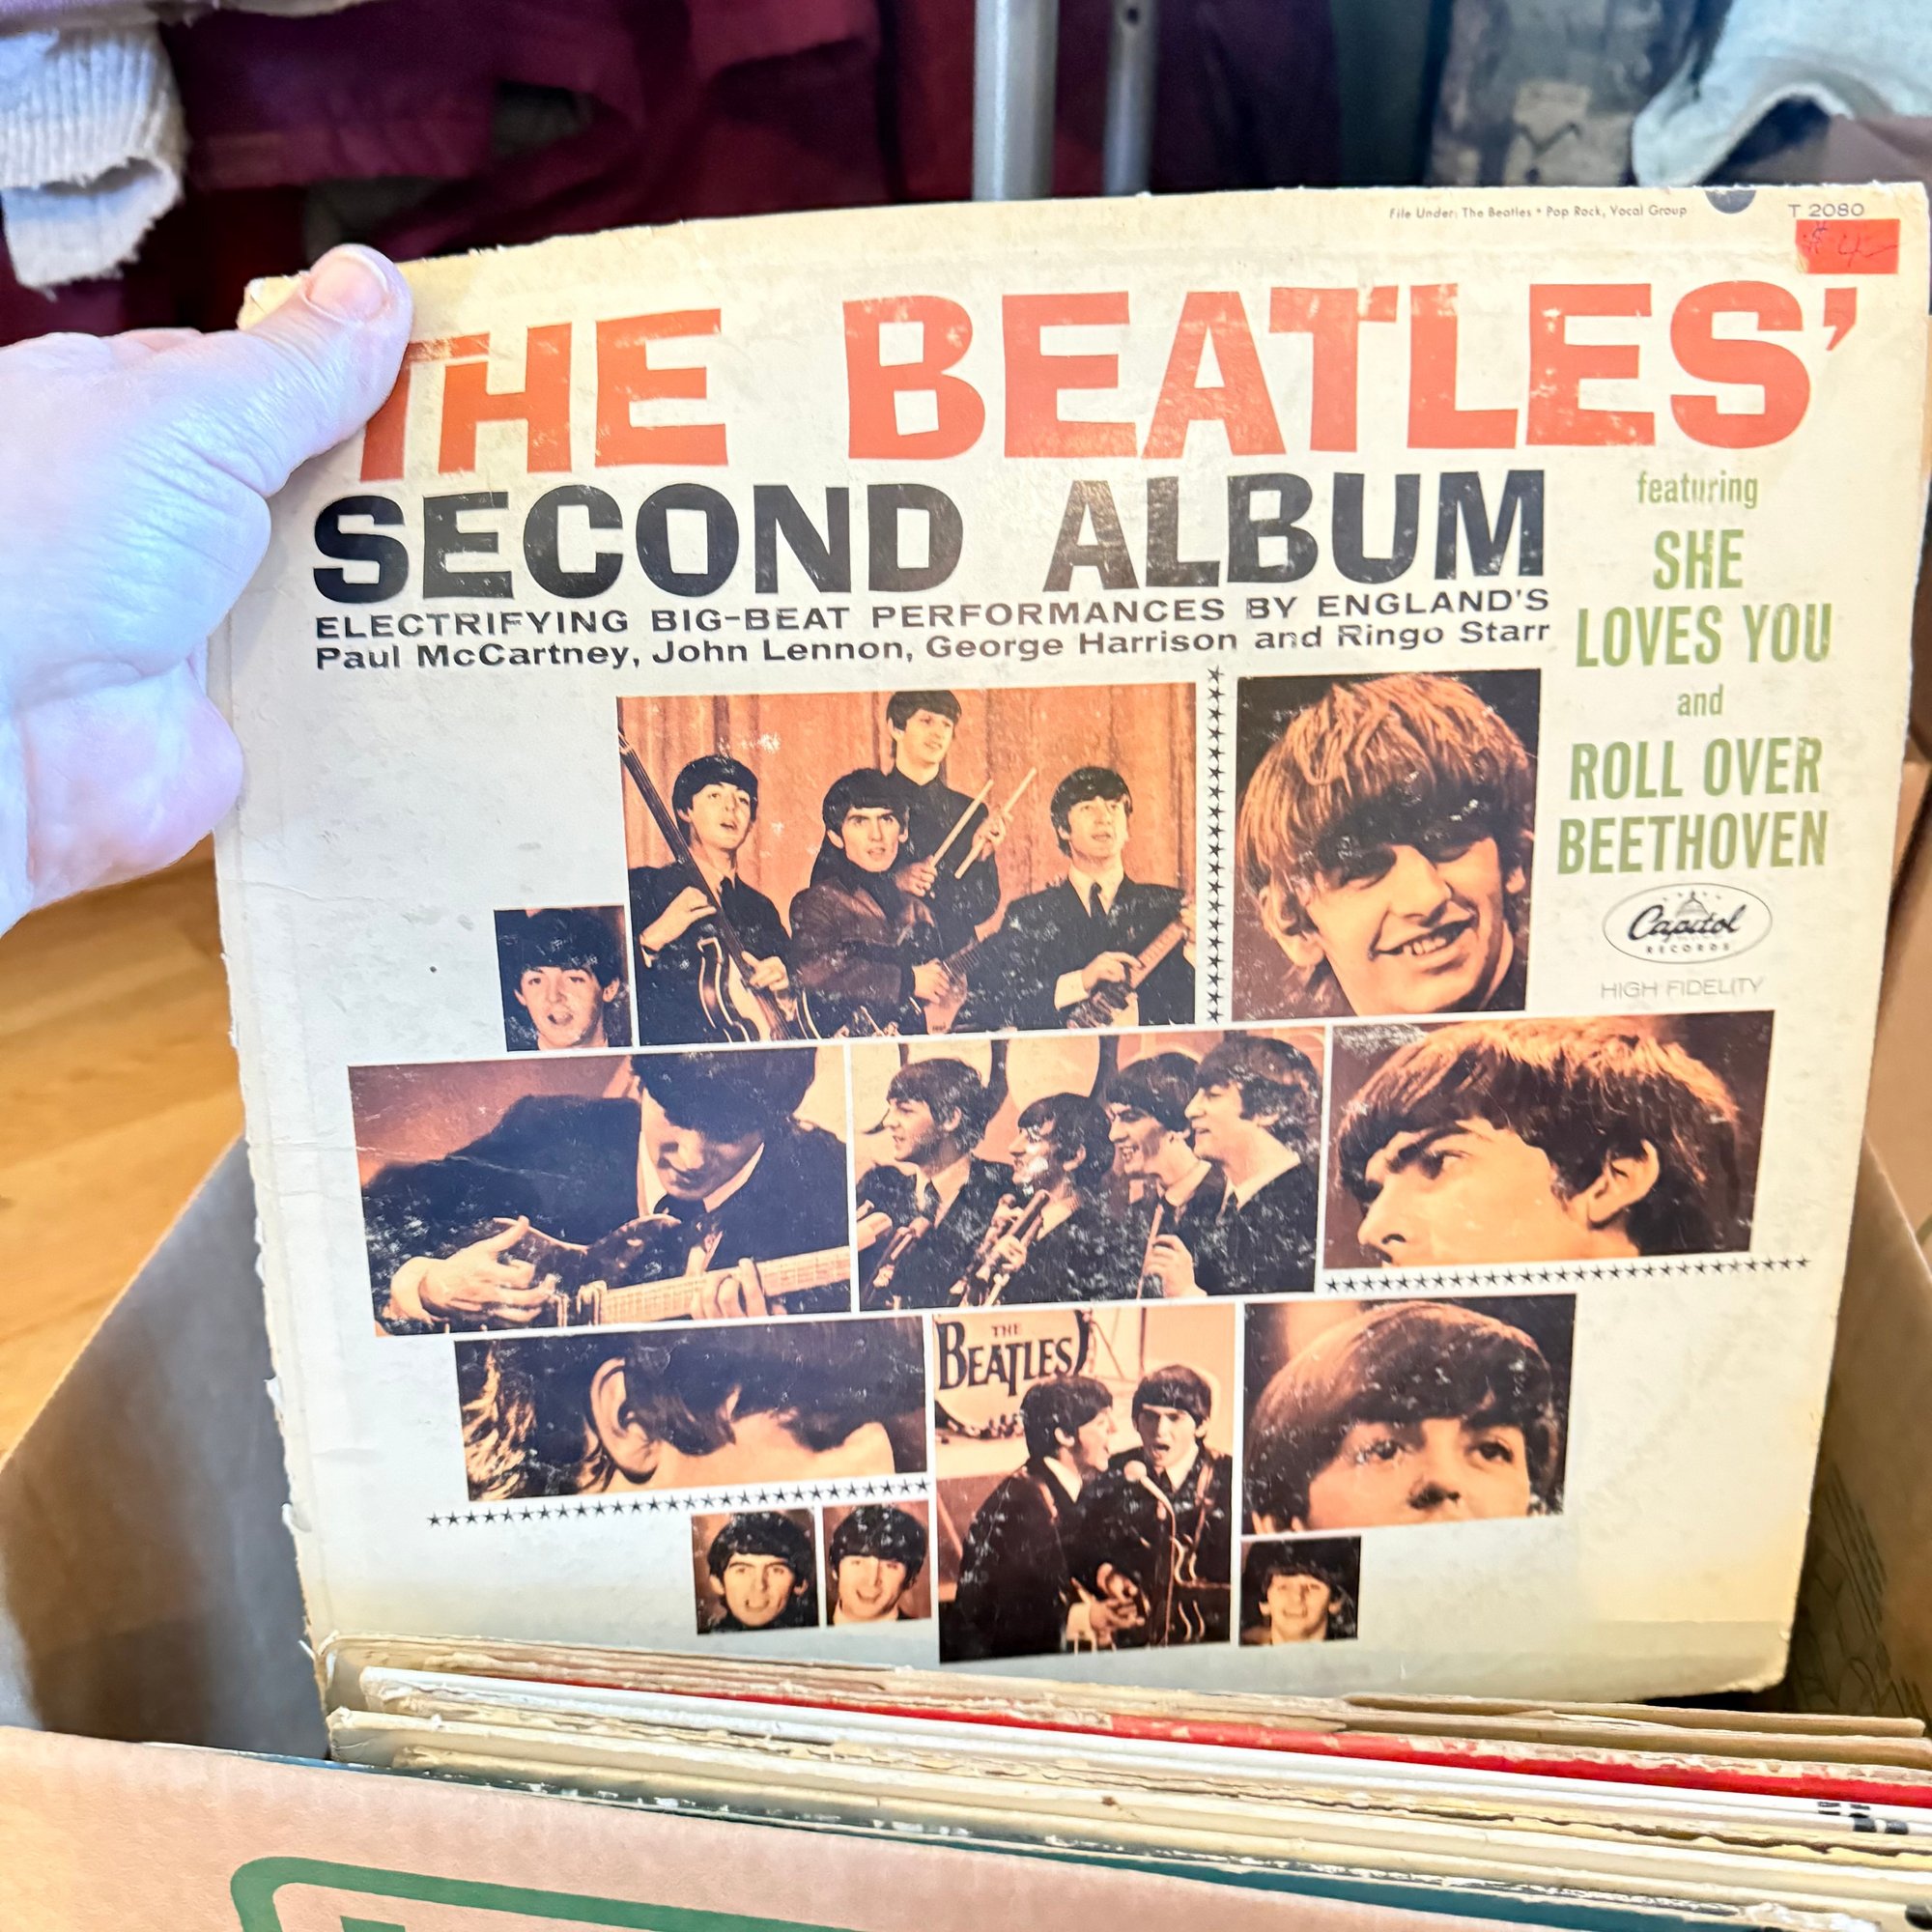 File Under: The Beatles • Pop Rock, Vocal Group
T 2080
$4-
THE BEATLES'
SECOND ALBUM
ELECTRIFYING BIG-BEAT PERFORMANCES BY ENGLAND'S
Paul McCartney, John Lennon, George Harrison and Ringo Starr
featuring
SHE
LOVES YOU
and
ROLL OVER
BEETHOVEN
Capitol
RECORDS
HIGH FIDELITY
THE
BEATLES